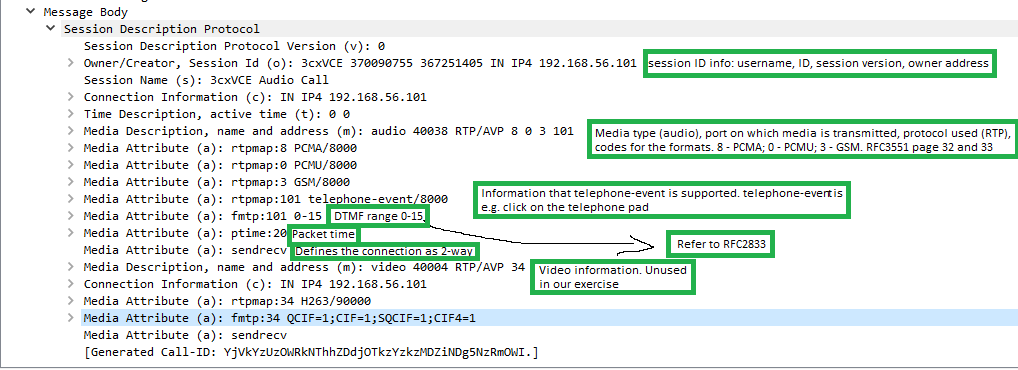 Message Body
Session Description Protocol
Session Description Protocol Version (v): 0
Owner/Creator, Session Id (o): 3cxVCE 370090755 367251405 IN IP4 192.168.56.101 session ID info: username, ID, session version, owner address
Session Name (s): 3cxVCE Audio Call
Connection Information (c): IN IP4 192.168.56.101
Time Description, active time (t): 0 0
Media Description, name and address (m): audio 40038 RTP/AVP 8 0 3 101
Media type (audio), port on which media is transmitted, protocol used (RTP),
codes for the formats. 8 - PCMA; 0 - PCMU; 3 - GSM. RFC3551 page 32 and 33
Media Attribute (a): rtpmap:8 PCMA/8000
Media Attribute (a): rtpmap:0 PCMU/8000
Media Attribute (a): rtpmap:3 GSM/8000
Media Attribute (a): rtpmap:101 telephone-event/8000
Information that telephone-event is supported. telephone-event is
e.g. click on the telephone pad
Media Attribute (a): fmtp:101 0-15 DTMF range 0-15
Media Attribute (a): ptime:20 Packet time
Refer to RFC2833
Media Attribute (a): sendrecv Defines the connection as 2-way
Media Description, name and address (m): video 40004 RTP/AVP 34
Video information. Unused
in our exercise
Connection Information (c): IN IP4 192.168.56.101
Media Attribute (a): rtpmap:34 H263/90000
Media Attribute (a): fmtp:34 QCIF=1;CIF=1;SQCIF=1;CIF4=1
Media Attribute (a): sendrecv
[Generated Call-ID: YjVkYzUzOWRkNThhZDdjOTkzYzkzMDZiNDg5NzRmOWI.]